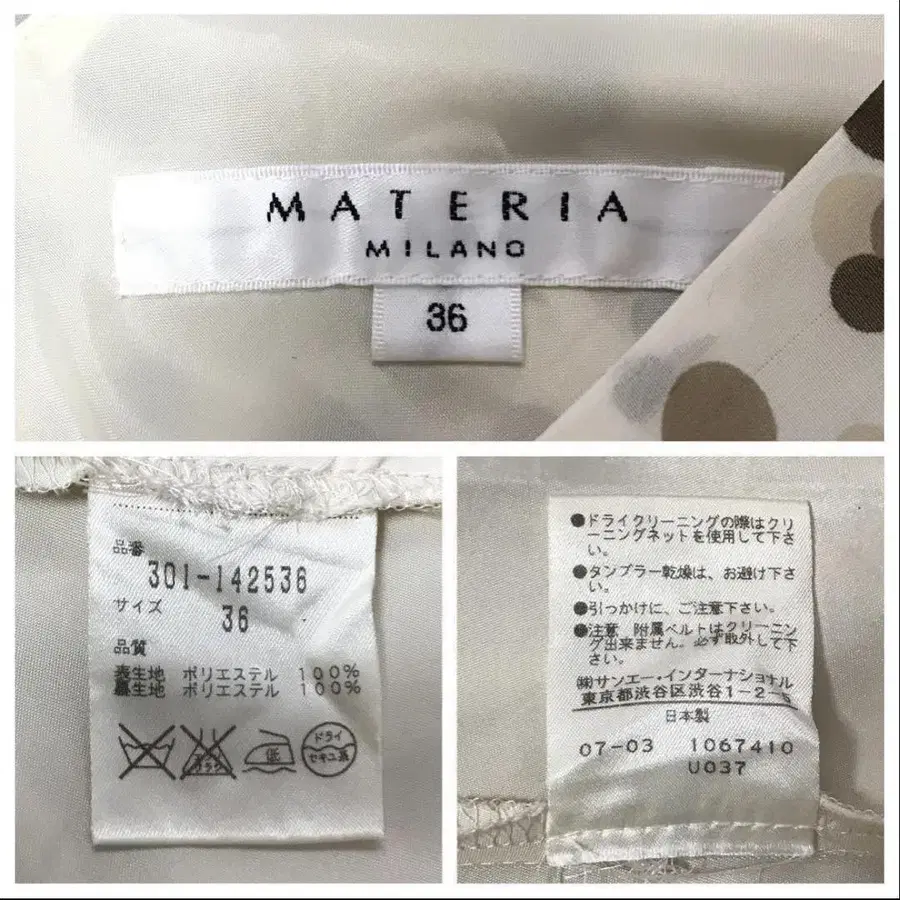 MATERIA
MILANO
36
品番
301-142536
サイズ
36
品質
表生地 ポリエステル 100%
裏生地 ポリエステル 100%
エンソ
サラシ
低
ドライ
セキユ系
●ドライクリーニングの際はクリ
ーニングネットを使用して下さ
い。
●タンブラー乾燥は、お避け下さ
い。
●引っかけに、ご注意下さい。
●注意 附属ベルトはクリーニン
グ出来ません。必ず取外して下
さい。
㈱サンエー・インターナショナル
東京都渋谷区渋谷1-2-5
日本製
07-03 1067410
U037